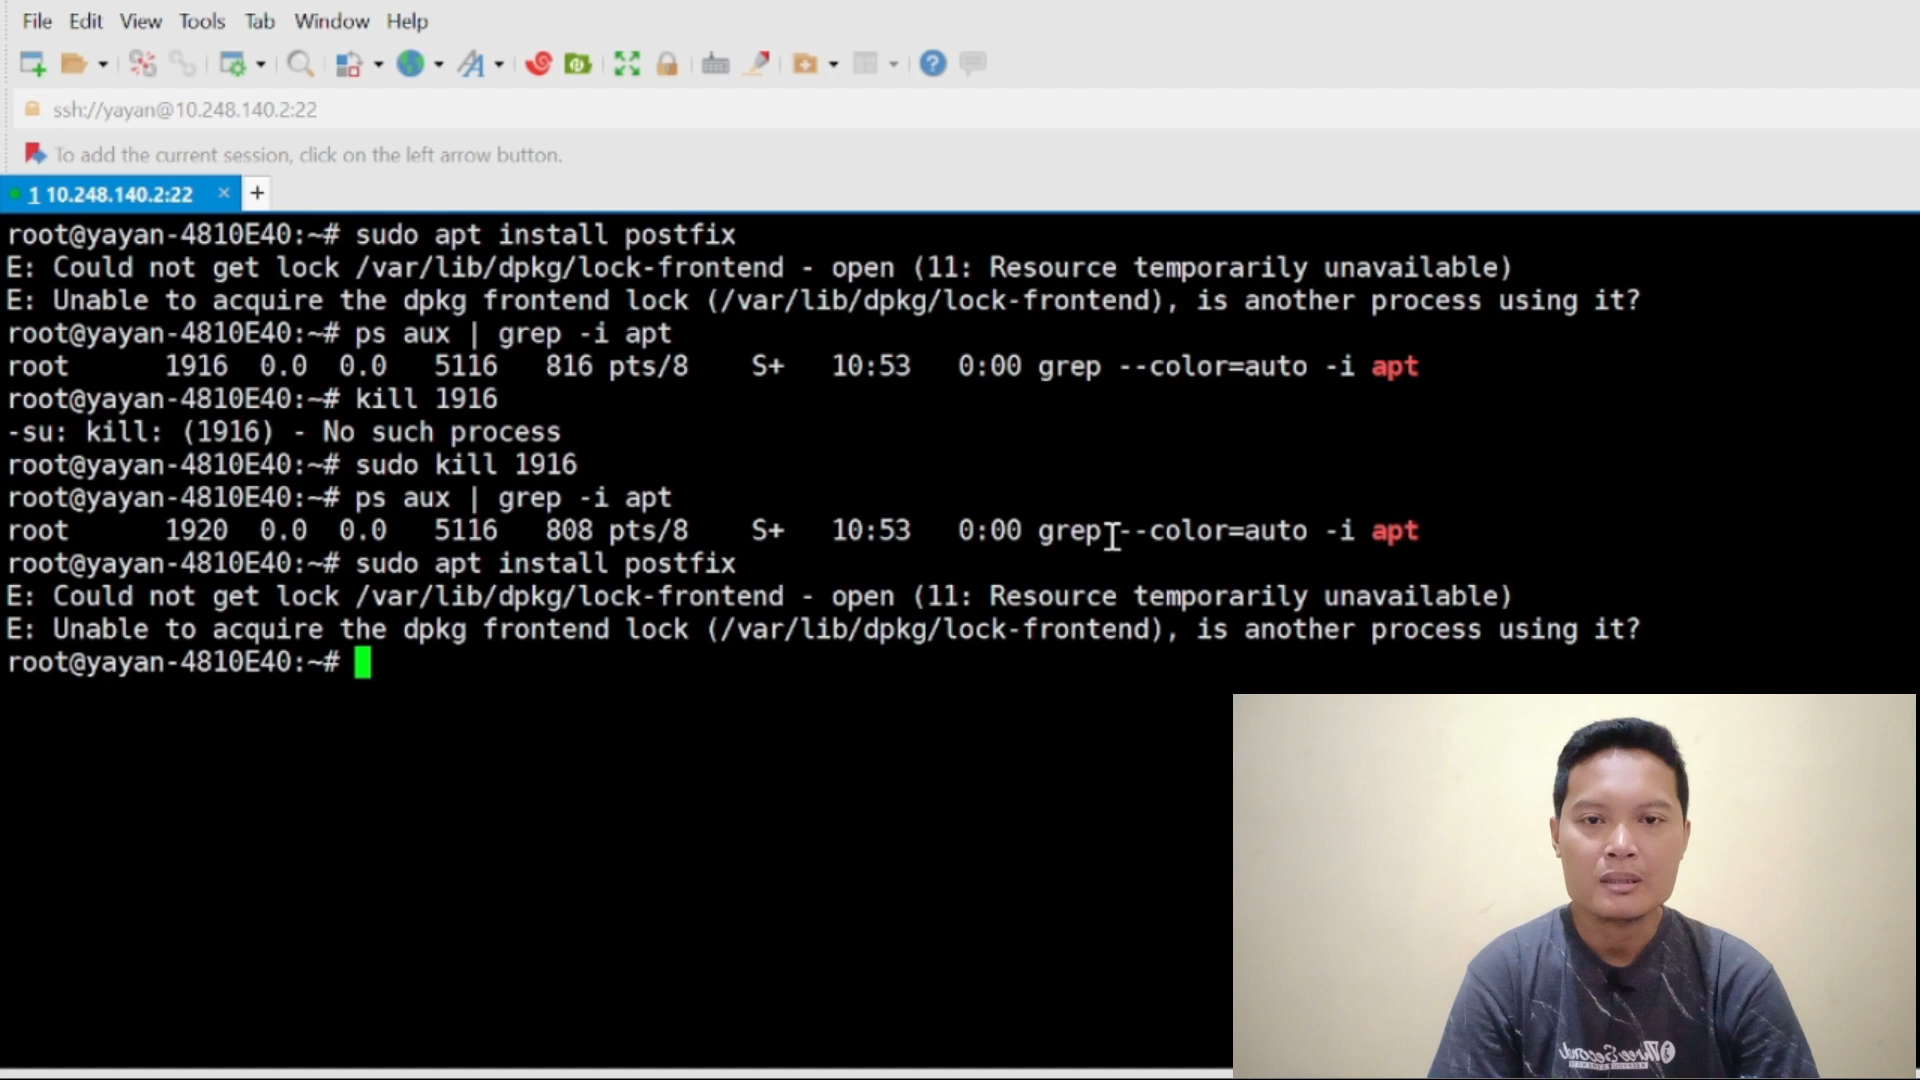 File Edit View Tools Tab Window Help
ssh://yayan@10.248.140.2:22
To add the current session, click on the left arrow button.
1 10.248.140.2:22 × +
root@yayan-4810E40:~# sudo apt install postfix
E: Could not get lock /var/lib/dpkg/lock-frontend - open (11: Resource temporarily unavailable)
E: Unable to acquire the dpkg frontend lock (/var/lib/dpkg/lock-frontend), is another process using it?
root@yayan-4810E40:~# ps aux | grep -i apt
root      1916  0.0  0.0   5116   816 pts/8    S+   10:53   0:00 grep --color=auto -i apt
root@yayan-4810E40:~# kill 1916
-su: kill: (1916) - No such process
root@yayan-4810E40:~# sudo kill 1916
root@yayan-4810E40:~# ps aux | grep -i apt
root      1920  0.0  0.0   5116   808 pts/8    S+   10:53   0:00 grep --color=auto -i apt
root@yayan-4810E40:~# sudo apt install postfix
E: Could not get lock /var/lib/dpkg/lock-frontend - open (11: Resource temporarily unavailable)
E: Unable to acquire the dpkg frontend lock (/var/lib/dpkg/lock-frontend), is another process using it?
root@yayan-4810E40:~#
Three Second